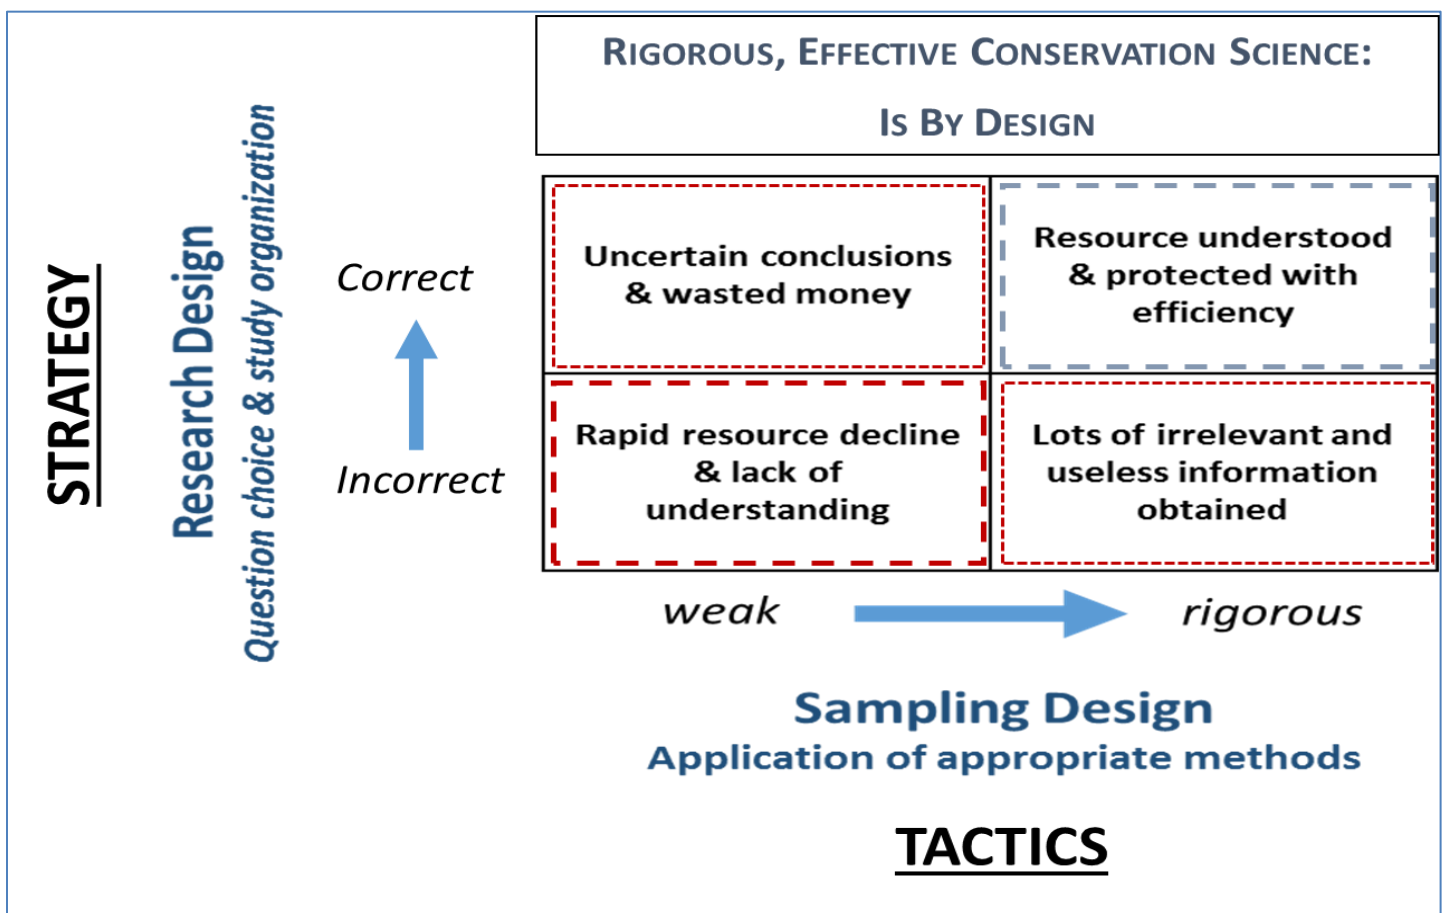 RIGOROUS, EFFECTIVE CONSERVATION SCIENCE:
IS BY DESIGN
STRATEGY
Research Design
Question choice & study organization
Correct
Incorrect
Uncertain conclusions
& wasted money
Resource understood
& protected with
efficiency
Rapid resource decline
& lack of
understanding
Lots of irrelevant and
useless information
obtained
weak
rigorous
Sampling Design
Application of appropriate methods
TACTICS